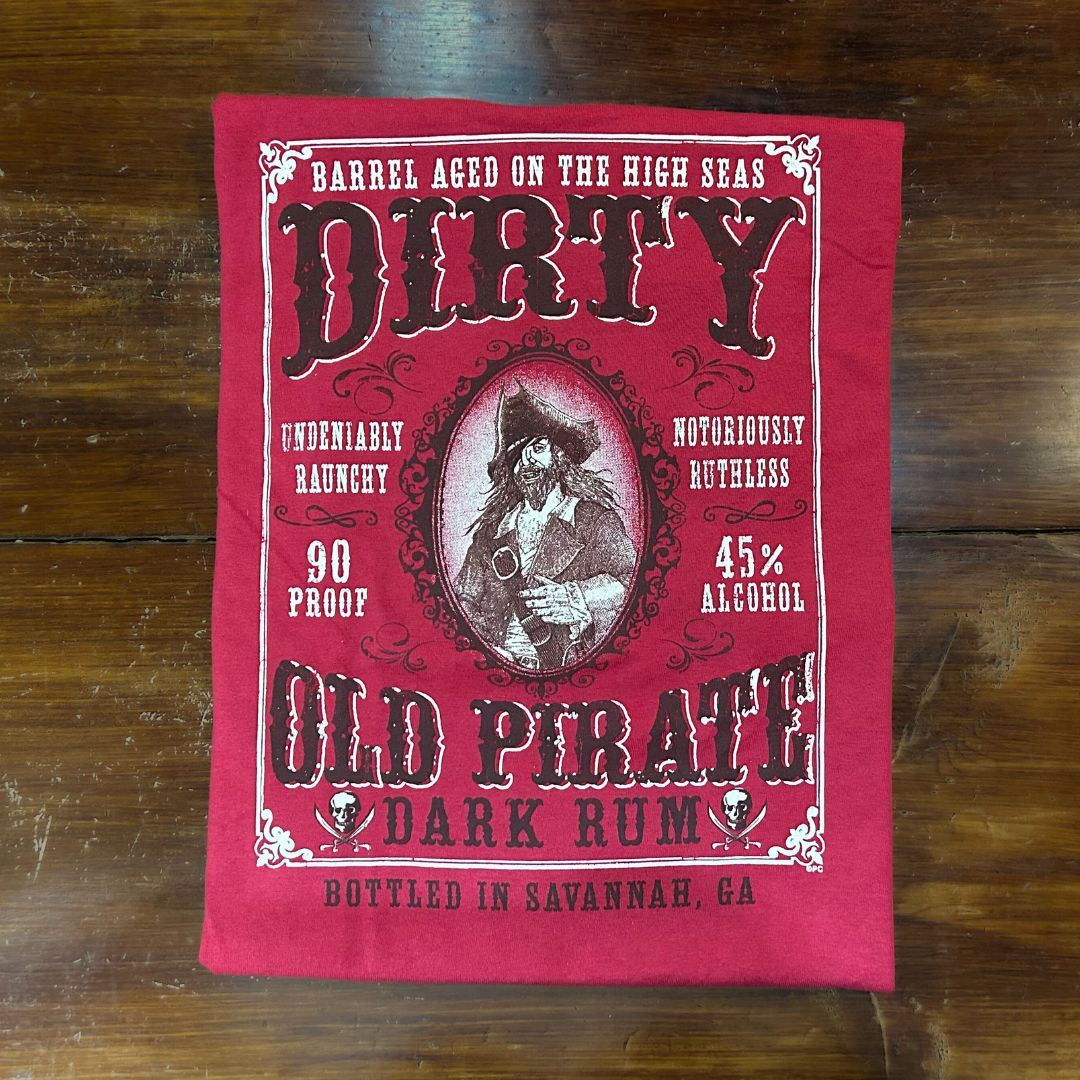 BARREL AGED ON THE HIGH SEAS
DIRTY
UNDENIABLY
RAUNCHY
NOTORIOUSLY
RUTHLESS
90
PROOF
45%
ALCOHOL
OLD PIRATE
DARK RUM
©PC
BOTTLED IN SAVANNAH, GA